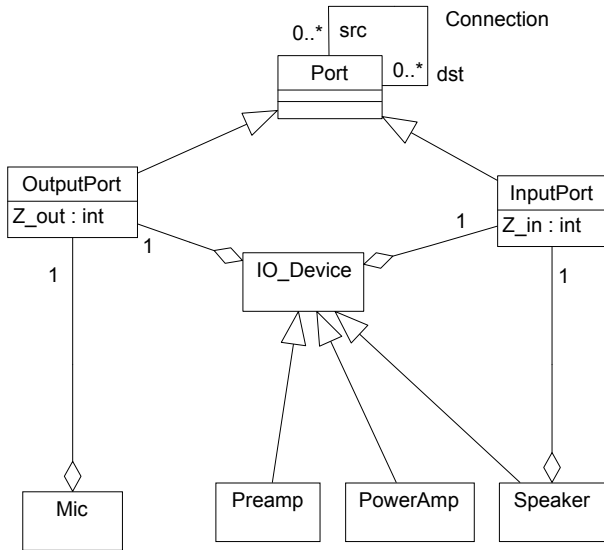 Connection
0..*
src
Port
0..*
dst
OutputPort
Z_out : int
InputPort
Z_in : int
1
1
1
1
IO_Device
Mic
Preamp
PowerAmp
Speaker